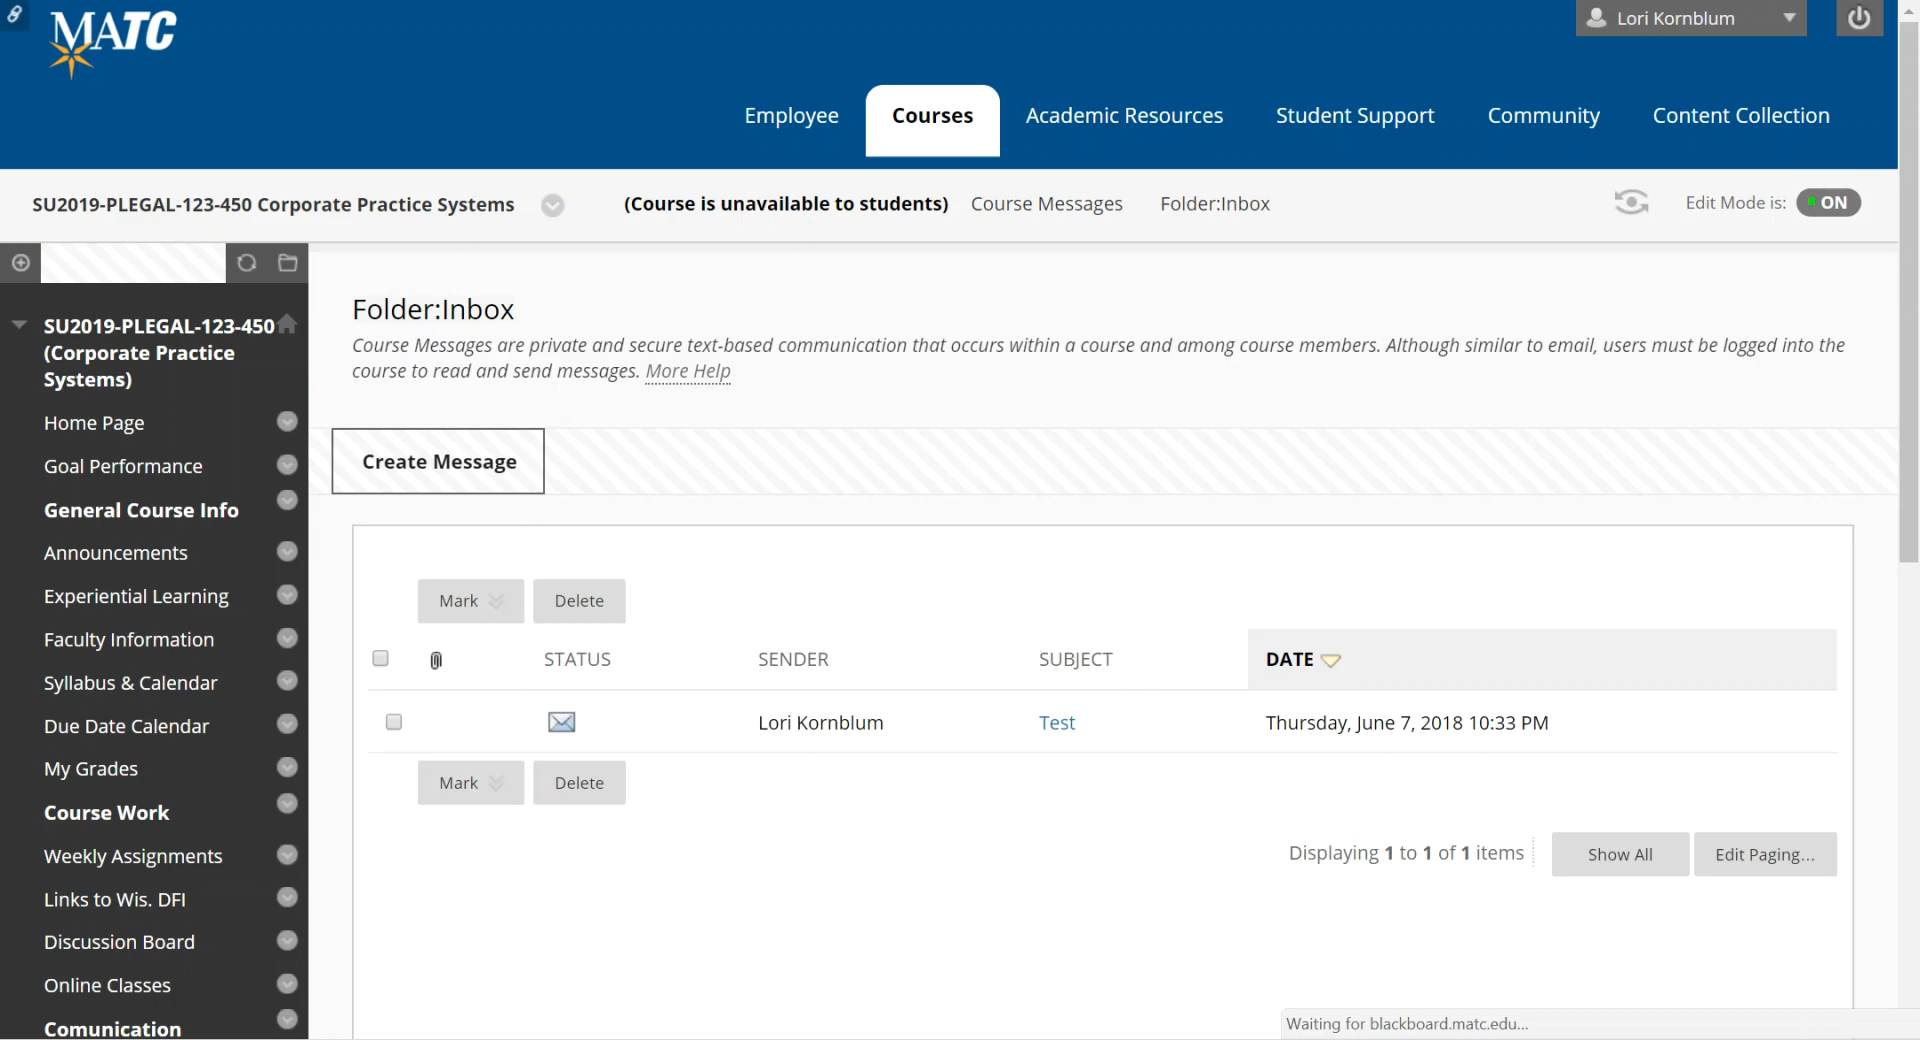 MATC
Lori Kornblum
Employee
Courses
Academic Resources
Student Support
Community
Content Collection
SU2019-PLEGAL-123-450 Corporate Practice Systems
(Course is unavailable to students)
Course Messages
Folder:Inbox
Edit Mode is:
ON
SU2019-PLEGAL-123-450
(Corporate Practice
Systems)
Home Page
Goal Performance
General Course Info
Announcements
Experiential Learning
Faculty Information
Syllabus & Calendar
Due Date Calendar
My Grades
Course Work
Weekly Assignments
Links to Wis. DFI
Discussion Board
Online Classes
Comunication
Folder:Inbox
Course Messages are private and secure text-based communication that occurs within a course and among course members. Although similar to email, users must be logged into the
course to read and send messages. More Help
Create Message
Mark
Delete
STATUS
SENDER
SUBJECT
DATE
Lori Kornblum
Test
Thursday, June 7, 2018 10:33 PM
Mark
Delete
Displaying 1 to 1 of 1 items
Show All
Edit Paging...
Waiting for blackboard.matc.edu...